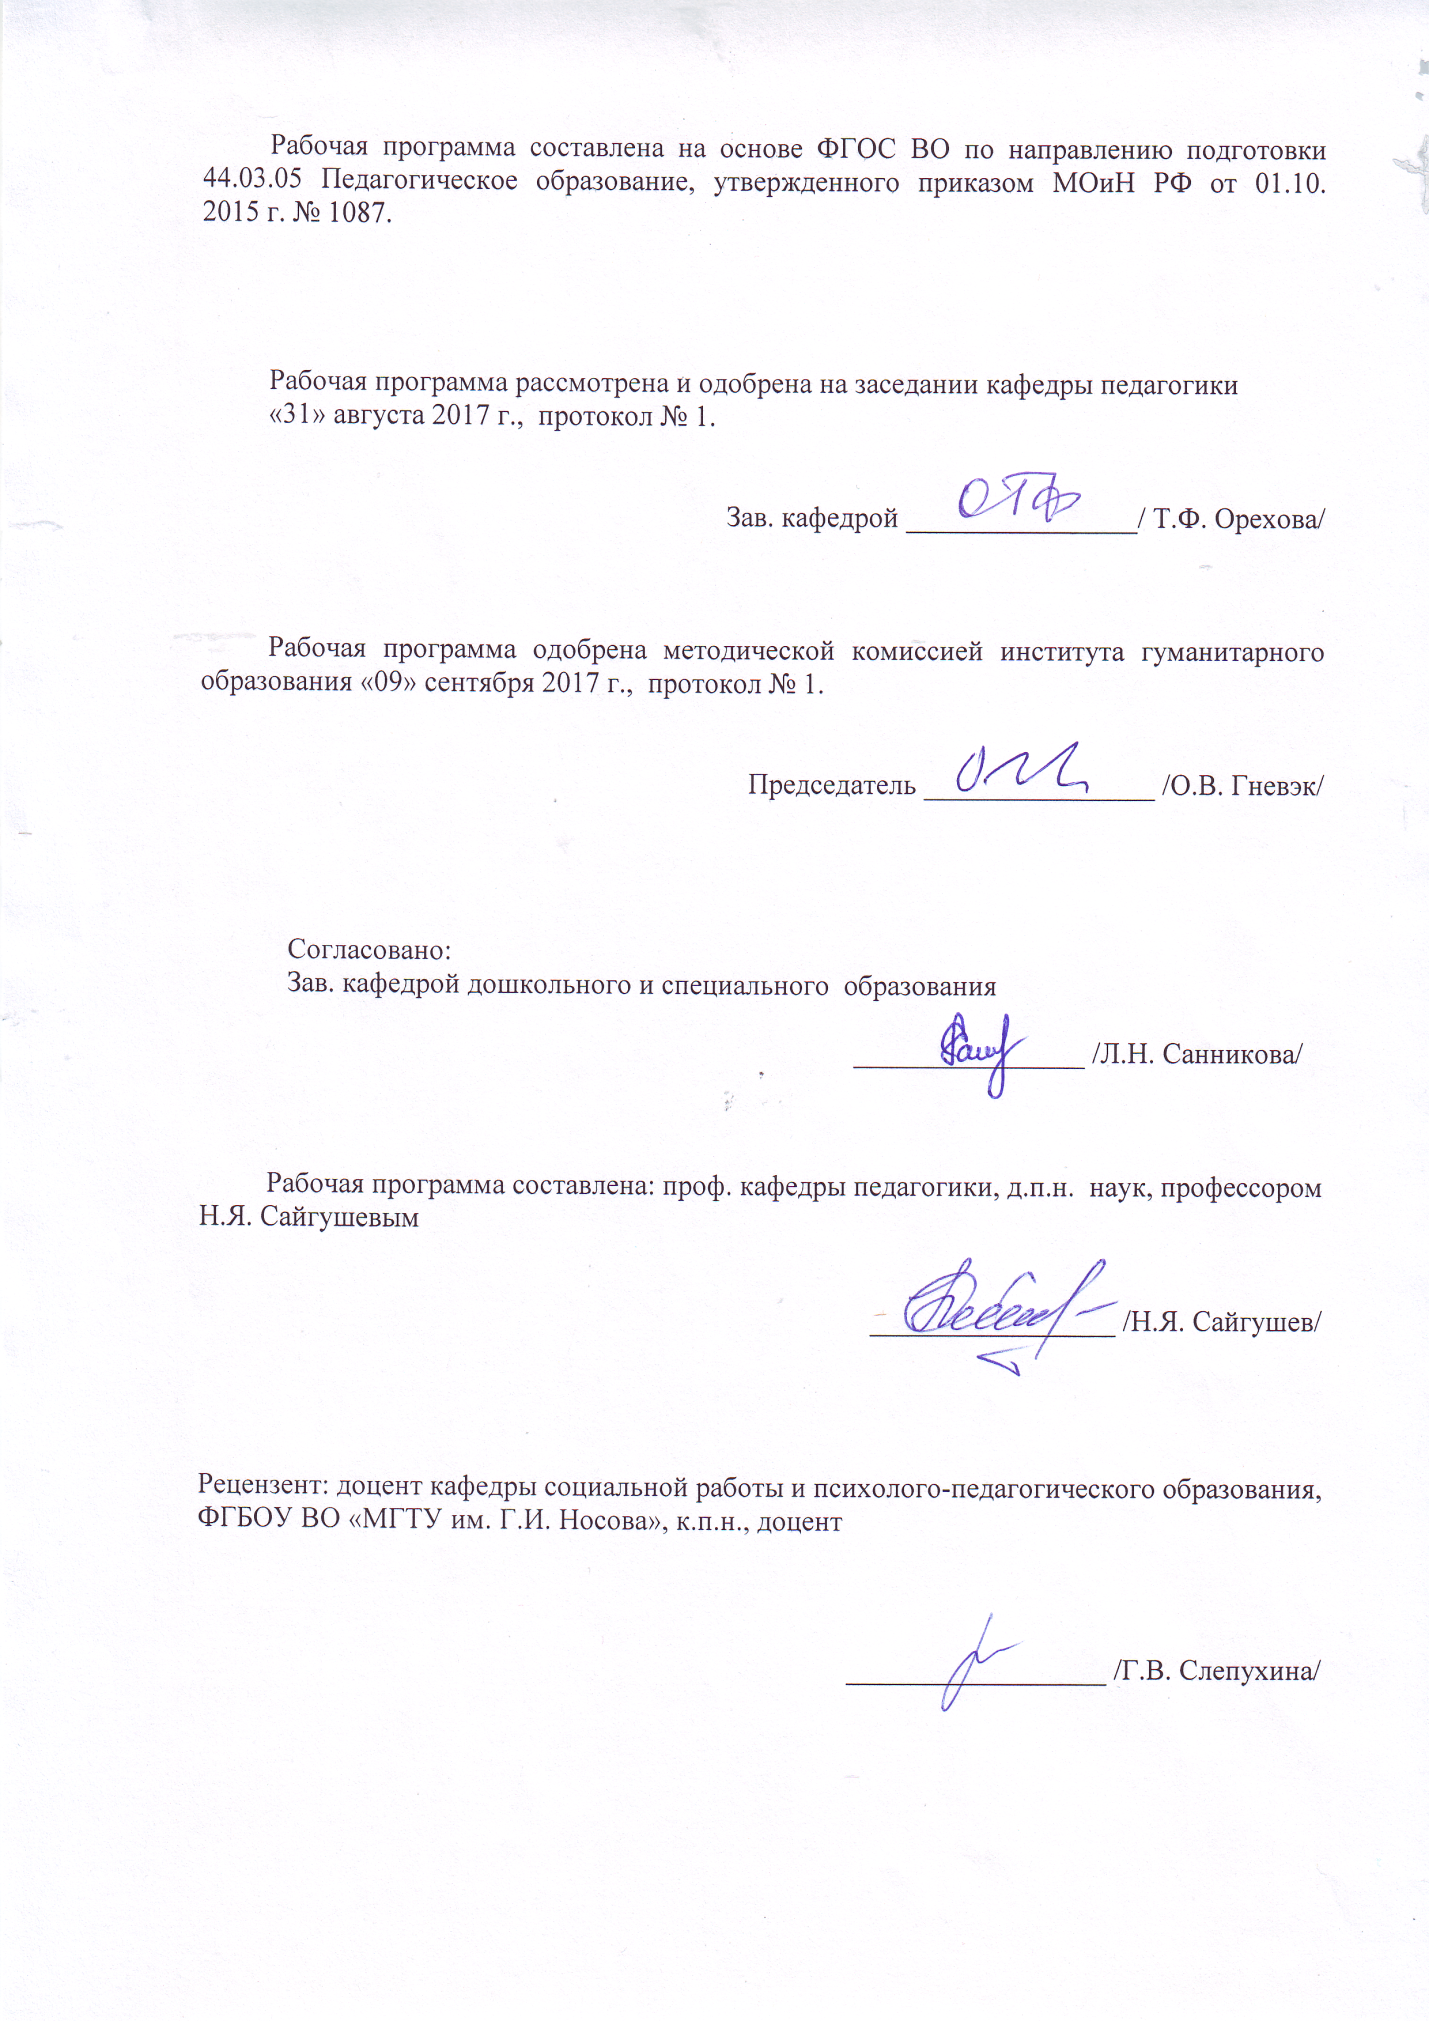 Рабочая программа составлена на основе ФГОС ВО по направлению подготовки
44.03.05 Педагогическое образование, утвержденного приказом МОиН РФ от 01.10.
2015 г. № 1087.
Рабочая программа рассмотрена и одобрена на заседании кафедры педагогики
«31» августа 2017 г., протокол № 1.
Зав. кафедрой ________________/ Т.Ф. Орехова/
Рабочая программа одобрена методической комиссией института гуманитарного
образования «09» сентября 2017 г., протокол № 1.
Председатель ________________ /О.В. Гневэк/
Согласовано:
Зав. кафедрой дошкольного и специального образования
________________ /Л.Н. Санникова/
Рабочая программа составлена: проф. кафедры педагогики, д.п.н. наук, профессором
Н.Я. Сайгушевым
_________________ /Н.Я. Сайгушев/
Рецензент: доцент кафедры социальной работы и психолого-педагогического образования,
ФГБОУ ВО «МГТУ им. Г.И. Носова», к.п.н., доцент
__________________ /Г.В. Слепухина/